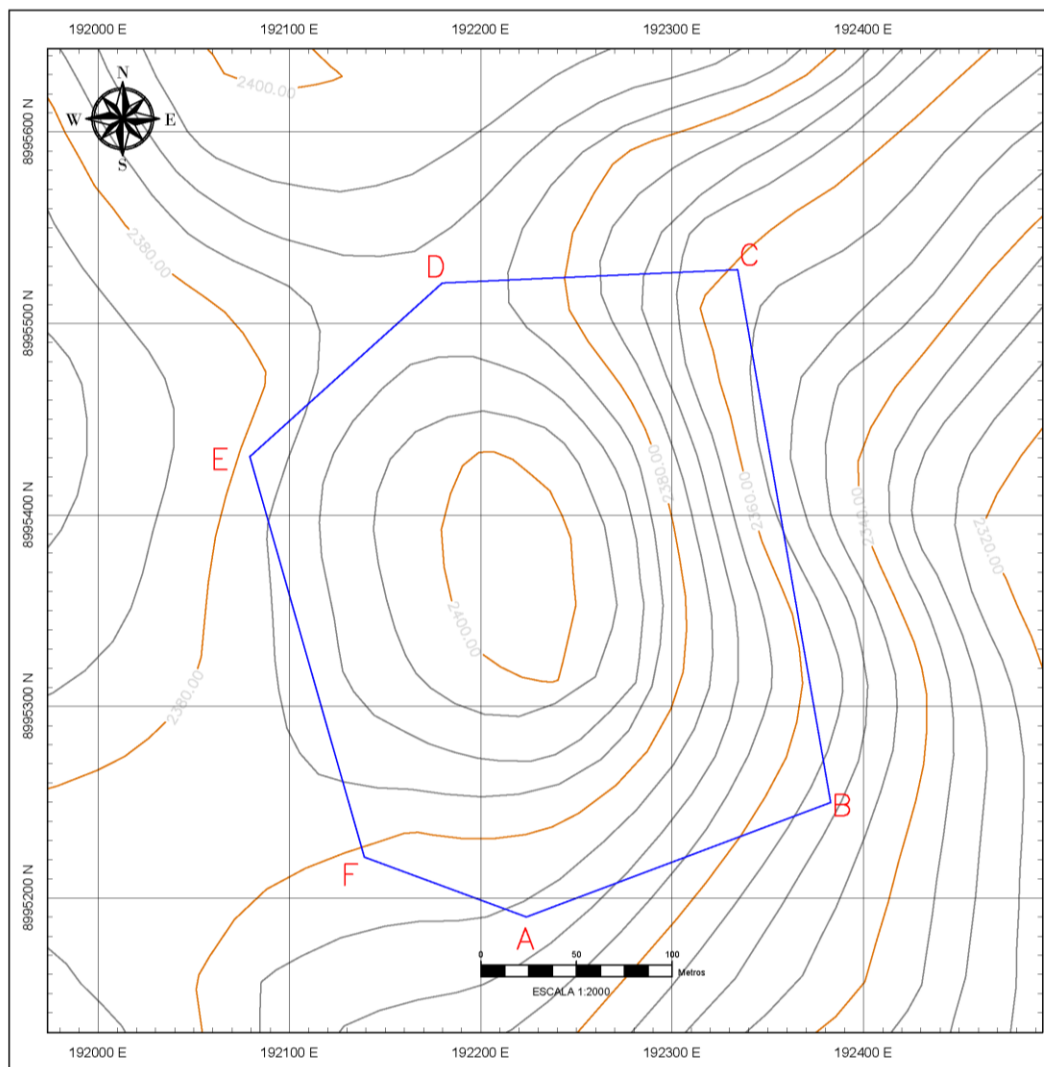 192000 E 192100 E 192200 E 192300 E 192400 E
N
W E
S
2400.00
8995600 N
2380.00
D
C
8995500 N
E
2380.00
2360.00
8995400 N
2340.00
2320.00
2400.00
2380.00
8995300 N
B
F
8995200 N
A
0 50 100
Metros
ESCALA 1:2000
192000 E 192100 E 192200 E 192300 E 192400 E